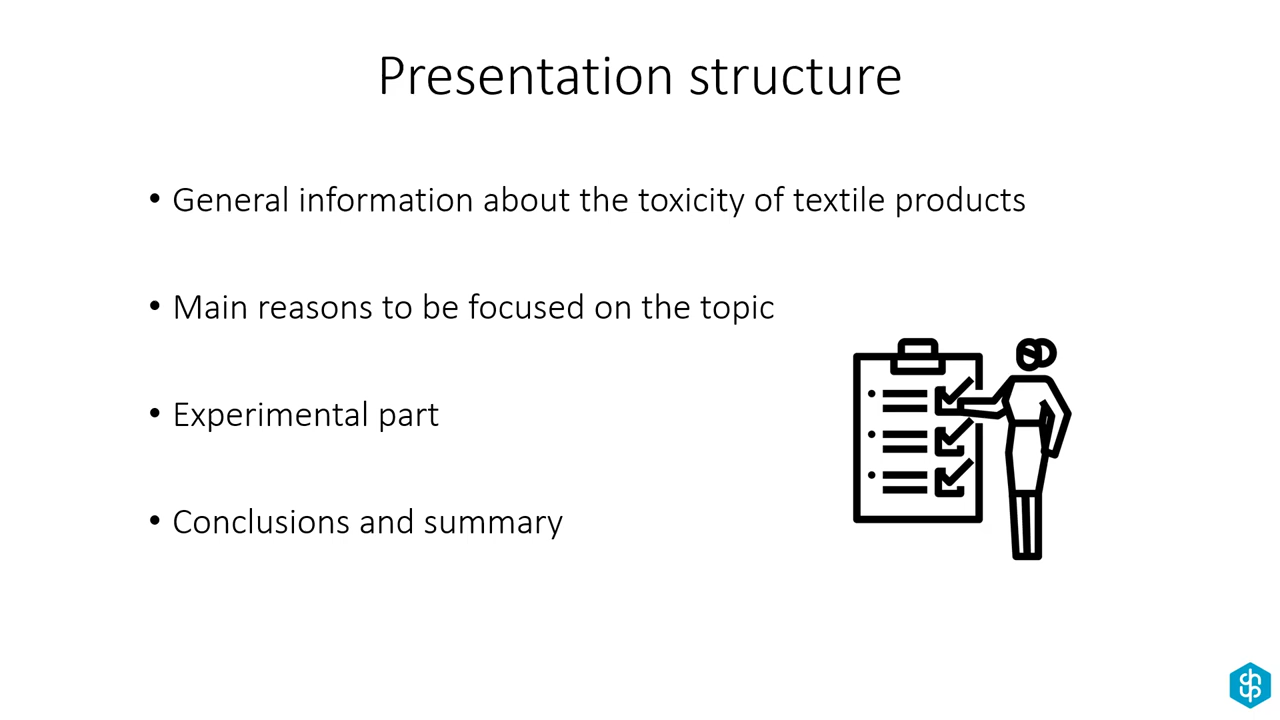 Presentation structure
• General information about the toxicity of textile products
• Main reasons to be focused on the topic
• Experimental part
• Conclusions and summary